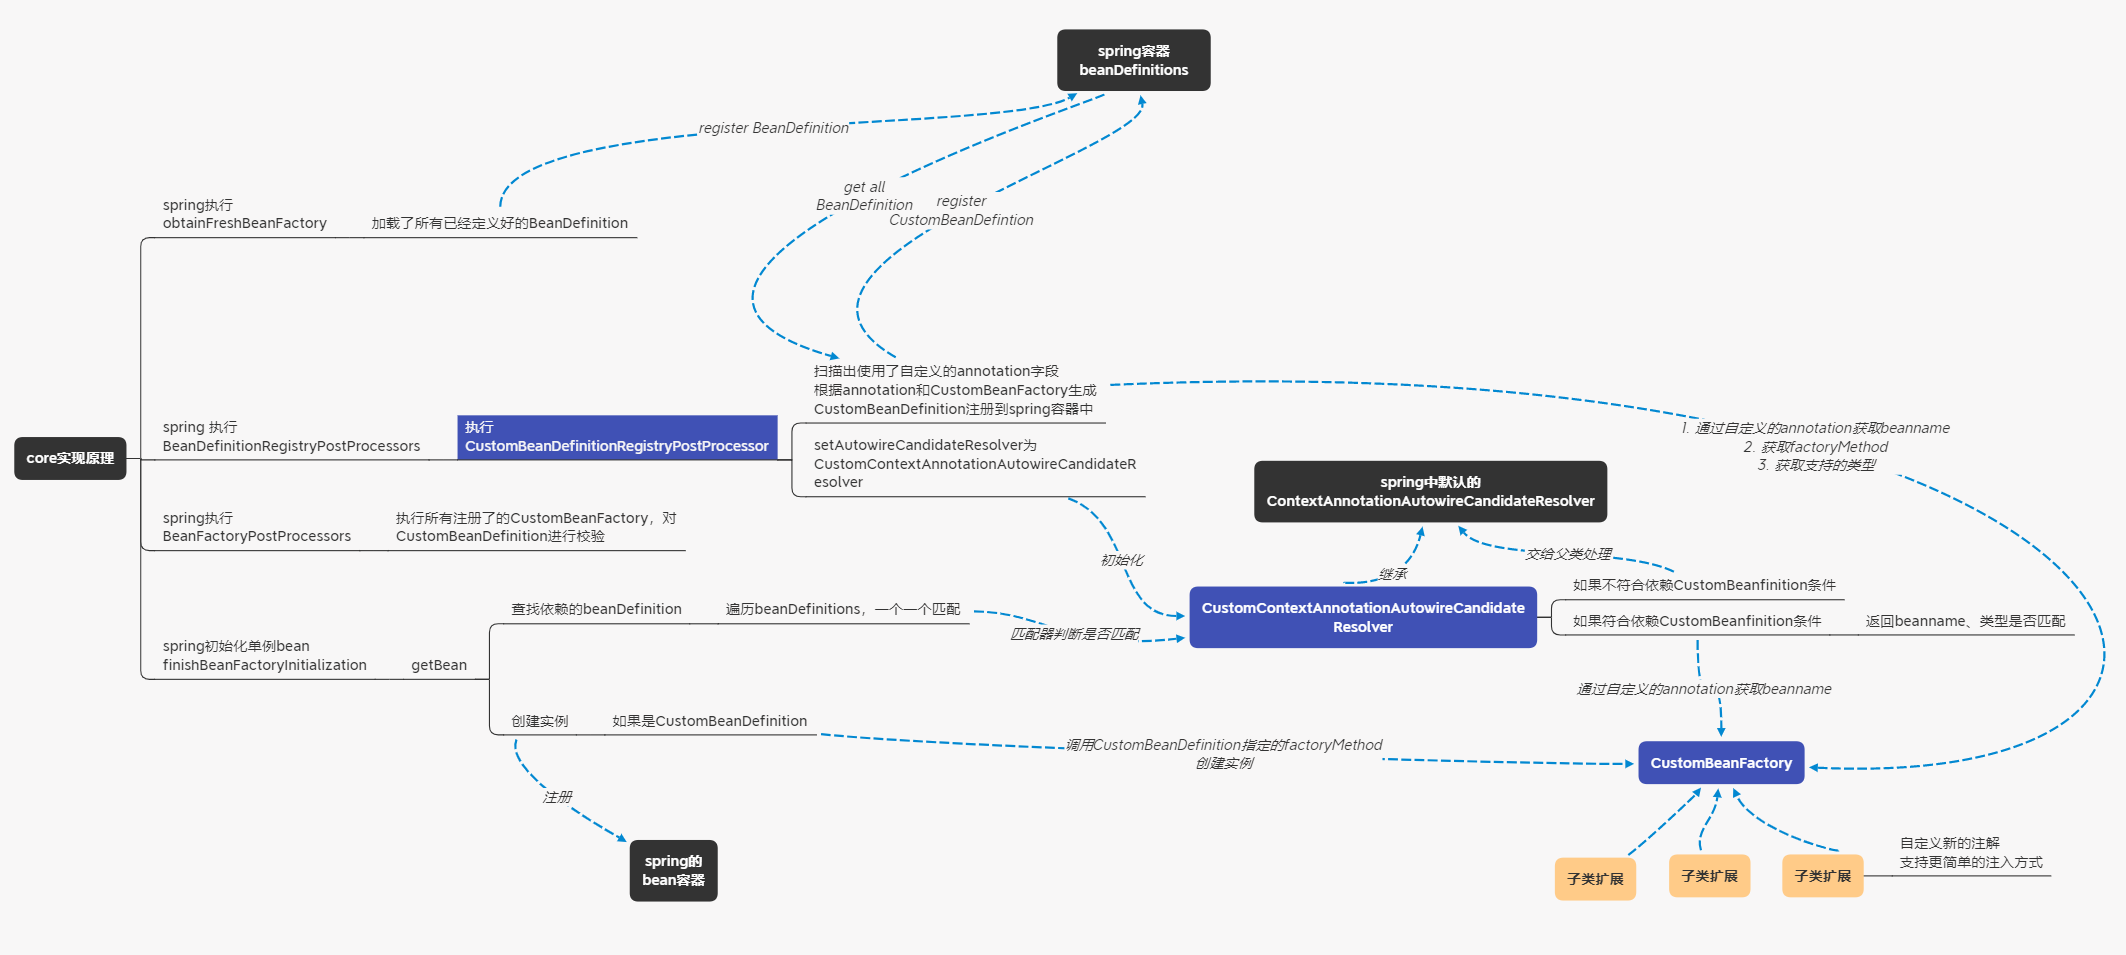 spring容器
beanDefinitions
register BeanDefinition
get all
BeanDefinition
register
CustomBeanDefintion
spring执行
obtainFreshBeanFactory
加载了所有已经定义好的BeanDefinition
扫描出使用了自定义的annotation字段
根据annotation和CustomBeanFactory生成
CustomBeanDefinition注册到spring容器中
1. 通过自定义的annotation获取beanname
2. 获取factoryMethod
3. 获取支持的类型
core实现原理
spring 执行
BeanDefinitionRegistryPostProcessors
执行
CustomBeanDefinitionRegistryPostProcessor
setAutowireCandidateResolver为
CustomContextAnnotationAutowireCandidateR
esolver
spring中默认的
ContextAnnotationAutowireCandidateResolver
spring执行
BeanFactoryPostProcessors
执行所有注册了的CustomBeanFactory，对
CustomBeanDefinition进行校验
初始化
继承
交给父类处理
CustomContextAnnotationAutowireCandidate
Resolver
如果不符合依赖CustomBeanfinition条件
如果符合依赖CustomBeanfinition条件
返回beanname、类型是否匹配
查找依赖的beanDefinition
遍历beanDefinitions，一个一个匹配
匹配器判断是否匹配
spring初始化单例bean
finishBeanFactoryInitialization
getBean
通过自定义的annotation获取beanname
创建实例
如果是CustomBeanDefinition
调用CustomBeanDefinition指定的factoryMethod
创建实例
CustomBeanFactory
注册
spring的
bean容器
子类扩展
子类扩展
子类扩展
自定义新的注解
支持更简单的注入方式